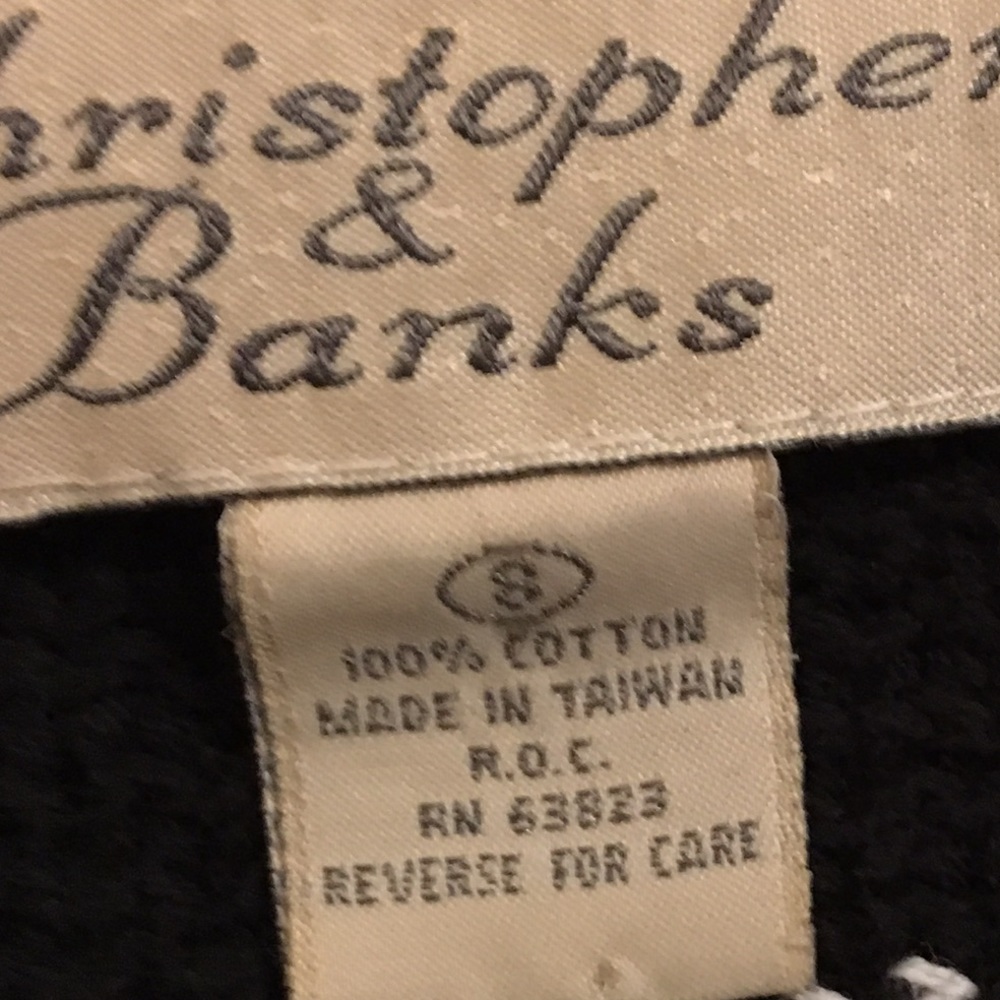 hristopher
&
Banks
S
100% COTTON
MADE IN TAIWAN
R.O.C.
RN 63823
REVERSE FOR CARE